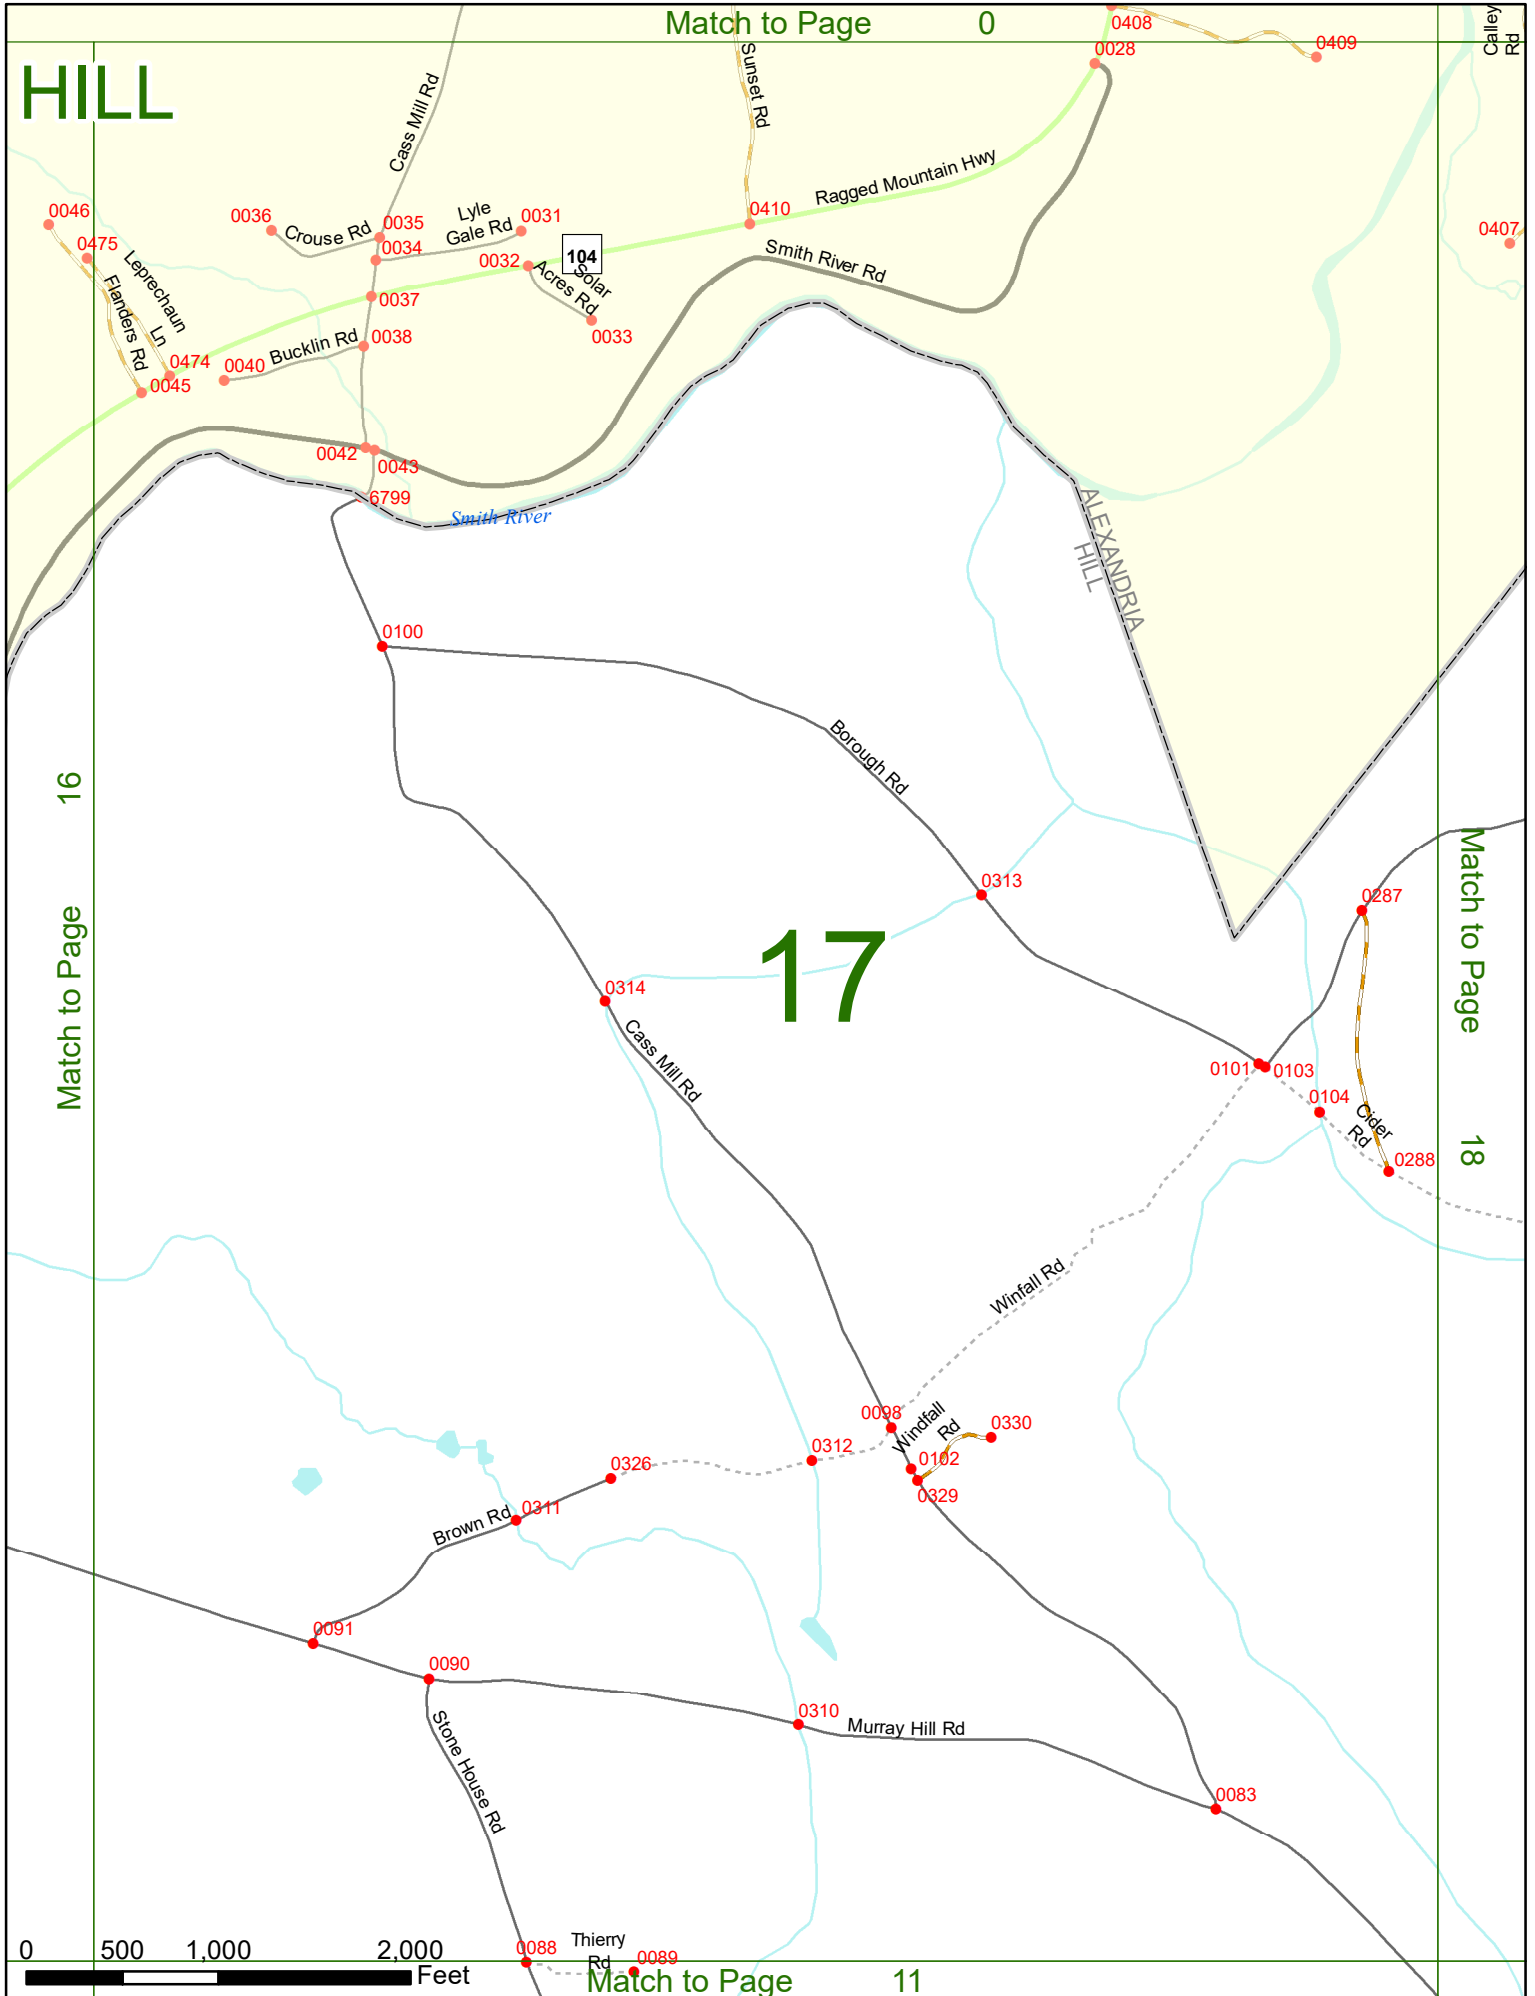 Match to Page 0
HILL
Calley
Rd
0408
0409
0028
Sunset Rd
Cass Mill Rd
Ragged Mountain Hwy
0046
0036
Crouse Rd
0035
Lyle
Gale Rd
0031
0410
0407
0475
0034
0032
104
Smith River Rd
Leprechaun
Ln
Flanders Rd
Solar
Acres Rd
0037
0033
0038
Bucklin Rd
0474
0040
0045
0042
0043
6799
Smith River
ALEXANDRIA
HILL
0100
Borough Rd
16
Match to Page
0313
0287
Match to Page
18
17
0314
Cass Mill Rd
0101
0103
0104
Cider
Rd
0288
Winfall Rd
0098
Windfall
Rd
0330
0312
0102
0326
0329
0311
Brown Rd
0091
0090
0310
Murray Hill Rd
Stone House Rd
0083
0 500 1,000 2,000
Feet
0088
Thierry
Rd
0089
Match to Page 11